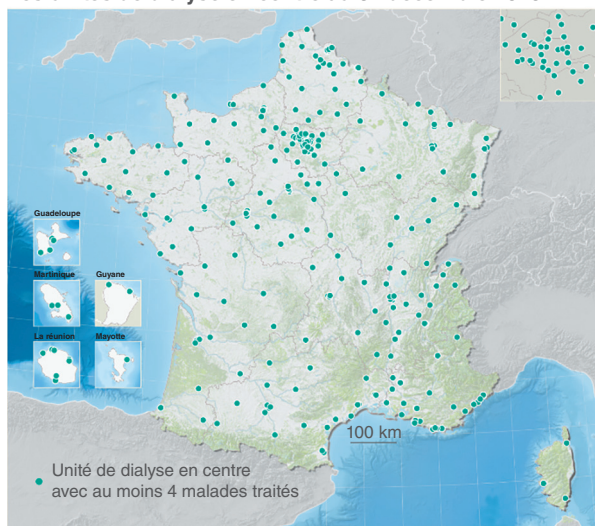 Guadeloupe
Martinique
Guyane
La réunion
Mayotte
100 km
Unité de dialyse en centre
avec au moins 4 malades traités